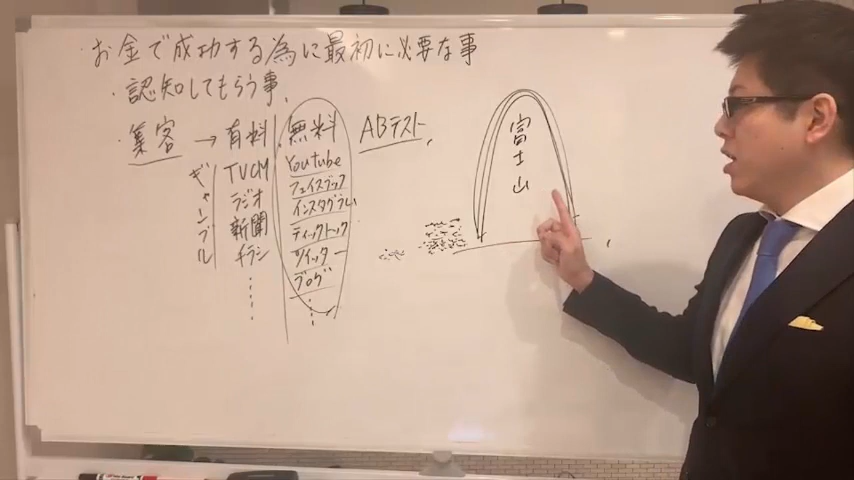 ・お金で成功する為に最初に必要な事
・認知してもらう事、
・集客 → 有料
ギャンブル
TVCM
ラジオ
新聞
チラシ
無料
Youtube
フェイスブック
インスタグラム
ティックトック
ツイッター
ブログ
ABテスト
富士山